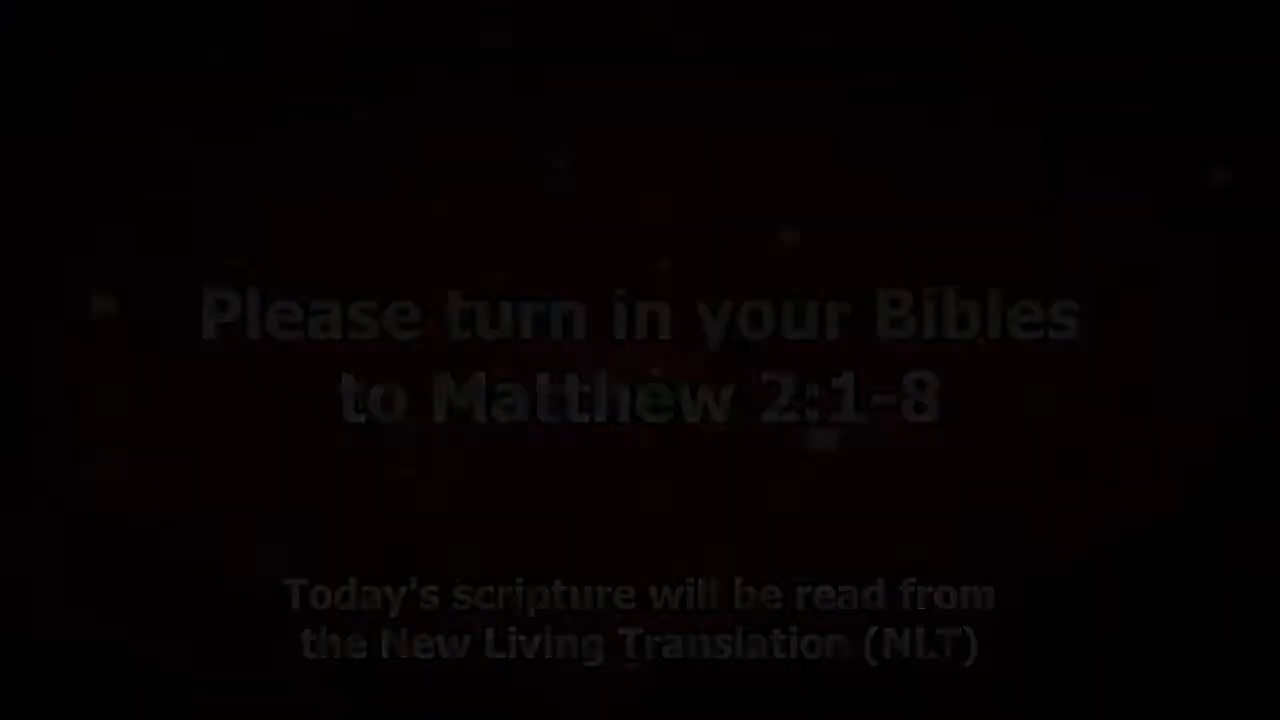 Please turn in your Bibles
to Matthew 2:1-8
Today's scripture will be read from
the New Living Translation (NLT)